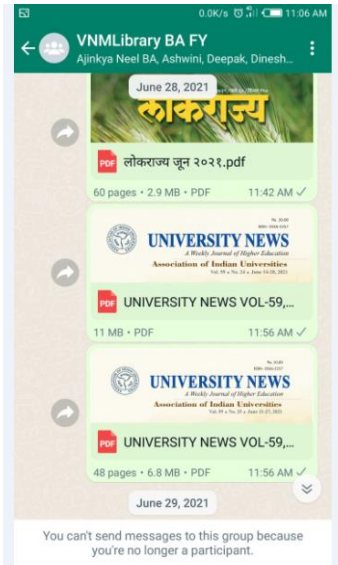 0.0K/s 11:06 AM
VNMLibrary BA FY
Ajinkya Neel BA, Ashwini, Deepak, Dinesh...
June 28, 2021
लोकराज्य
PDF लोकराज्य जून २०२१.pdf
60 pages • 2.9 MB • PDF 11:42 AM
UNIVERSITY NEWS
A Weekly Journal of Higher Education
Association of Indian Universities
PDF UNIVERSITY NEWS VOL-59,...
11 MB • PDF 11:56 AM
UNIVERSITY NEWS
A Weekly Journal of Higher Education
Association of Indian Universities
PDF UNIVERSITY NEWS VOL-59,...
48 pages • 6.8 MB • PDF 11:56 AM
June 29, 2021
You can't send messages to this group because
you're no longer a participant.